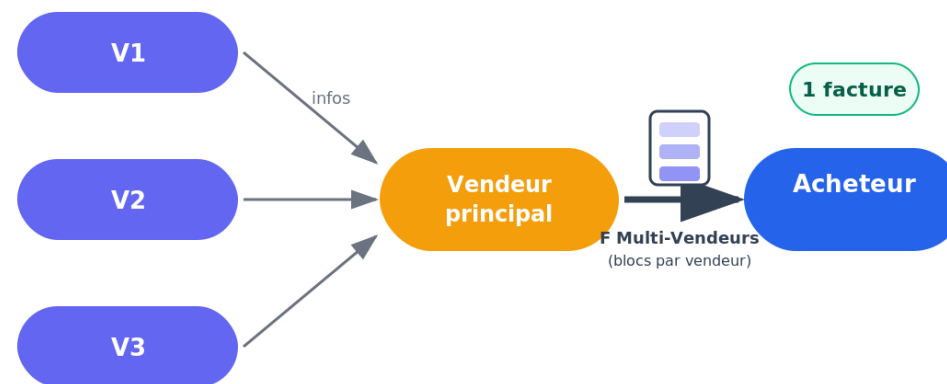 V1
infos
1 facture
V2
Vendeur
principal
Acheteur
F Multi-Vendeurs
(blocs par vendeur)
V3